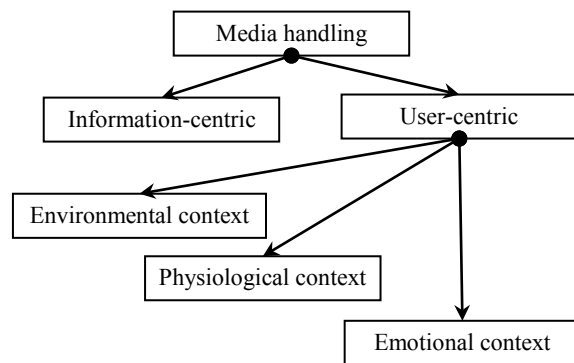 Media handling
Information-centric
User-centric
Environmental context
Physiological context
Emotional context